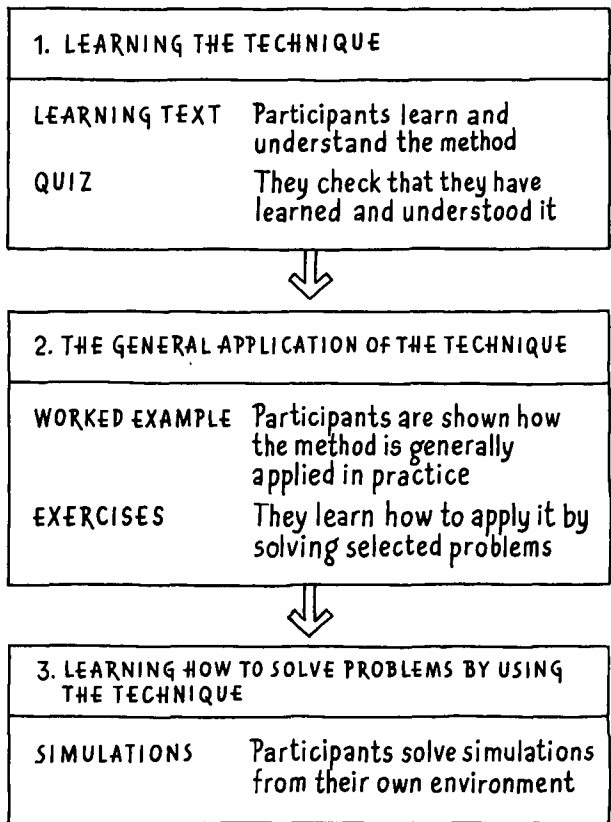 1. LEARNING THE TECHNIQUE
LEARNING TEXT Participants learn and
understand the method
QUIZ They check that they have
learned and understood it
2. THE GENERAL APPLICATION OF THE TECHNIQUE
WORKED EXAMPLE Participants are shown how
the method is generally
applied in practice
EXERCISES They learn how to apply it by
solving selected problems
3. LEARNING HOW TO SOLVE PROBLEMS BY USING
THE TECHNIQUE
SIMULATIONS Participants solve simulations
from their own environment